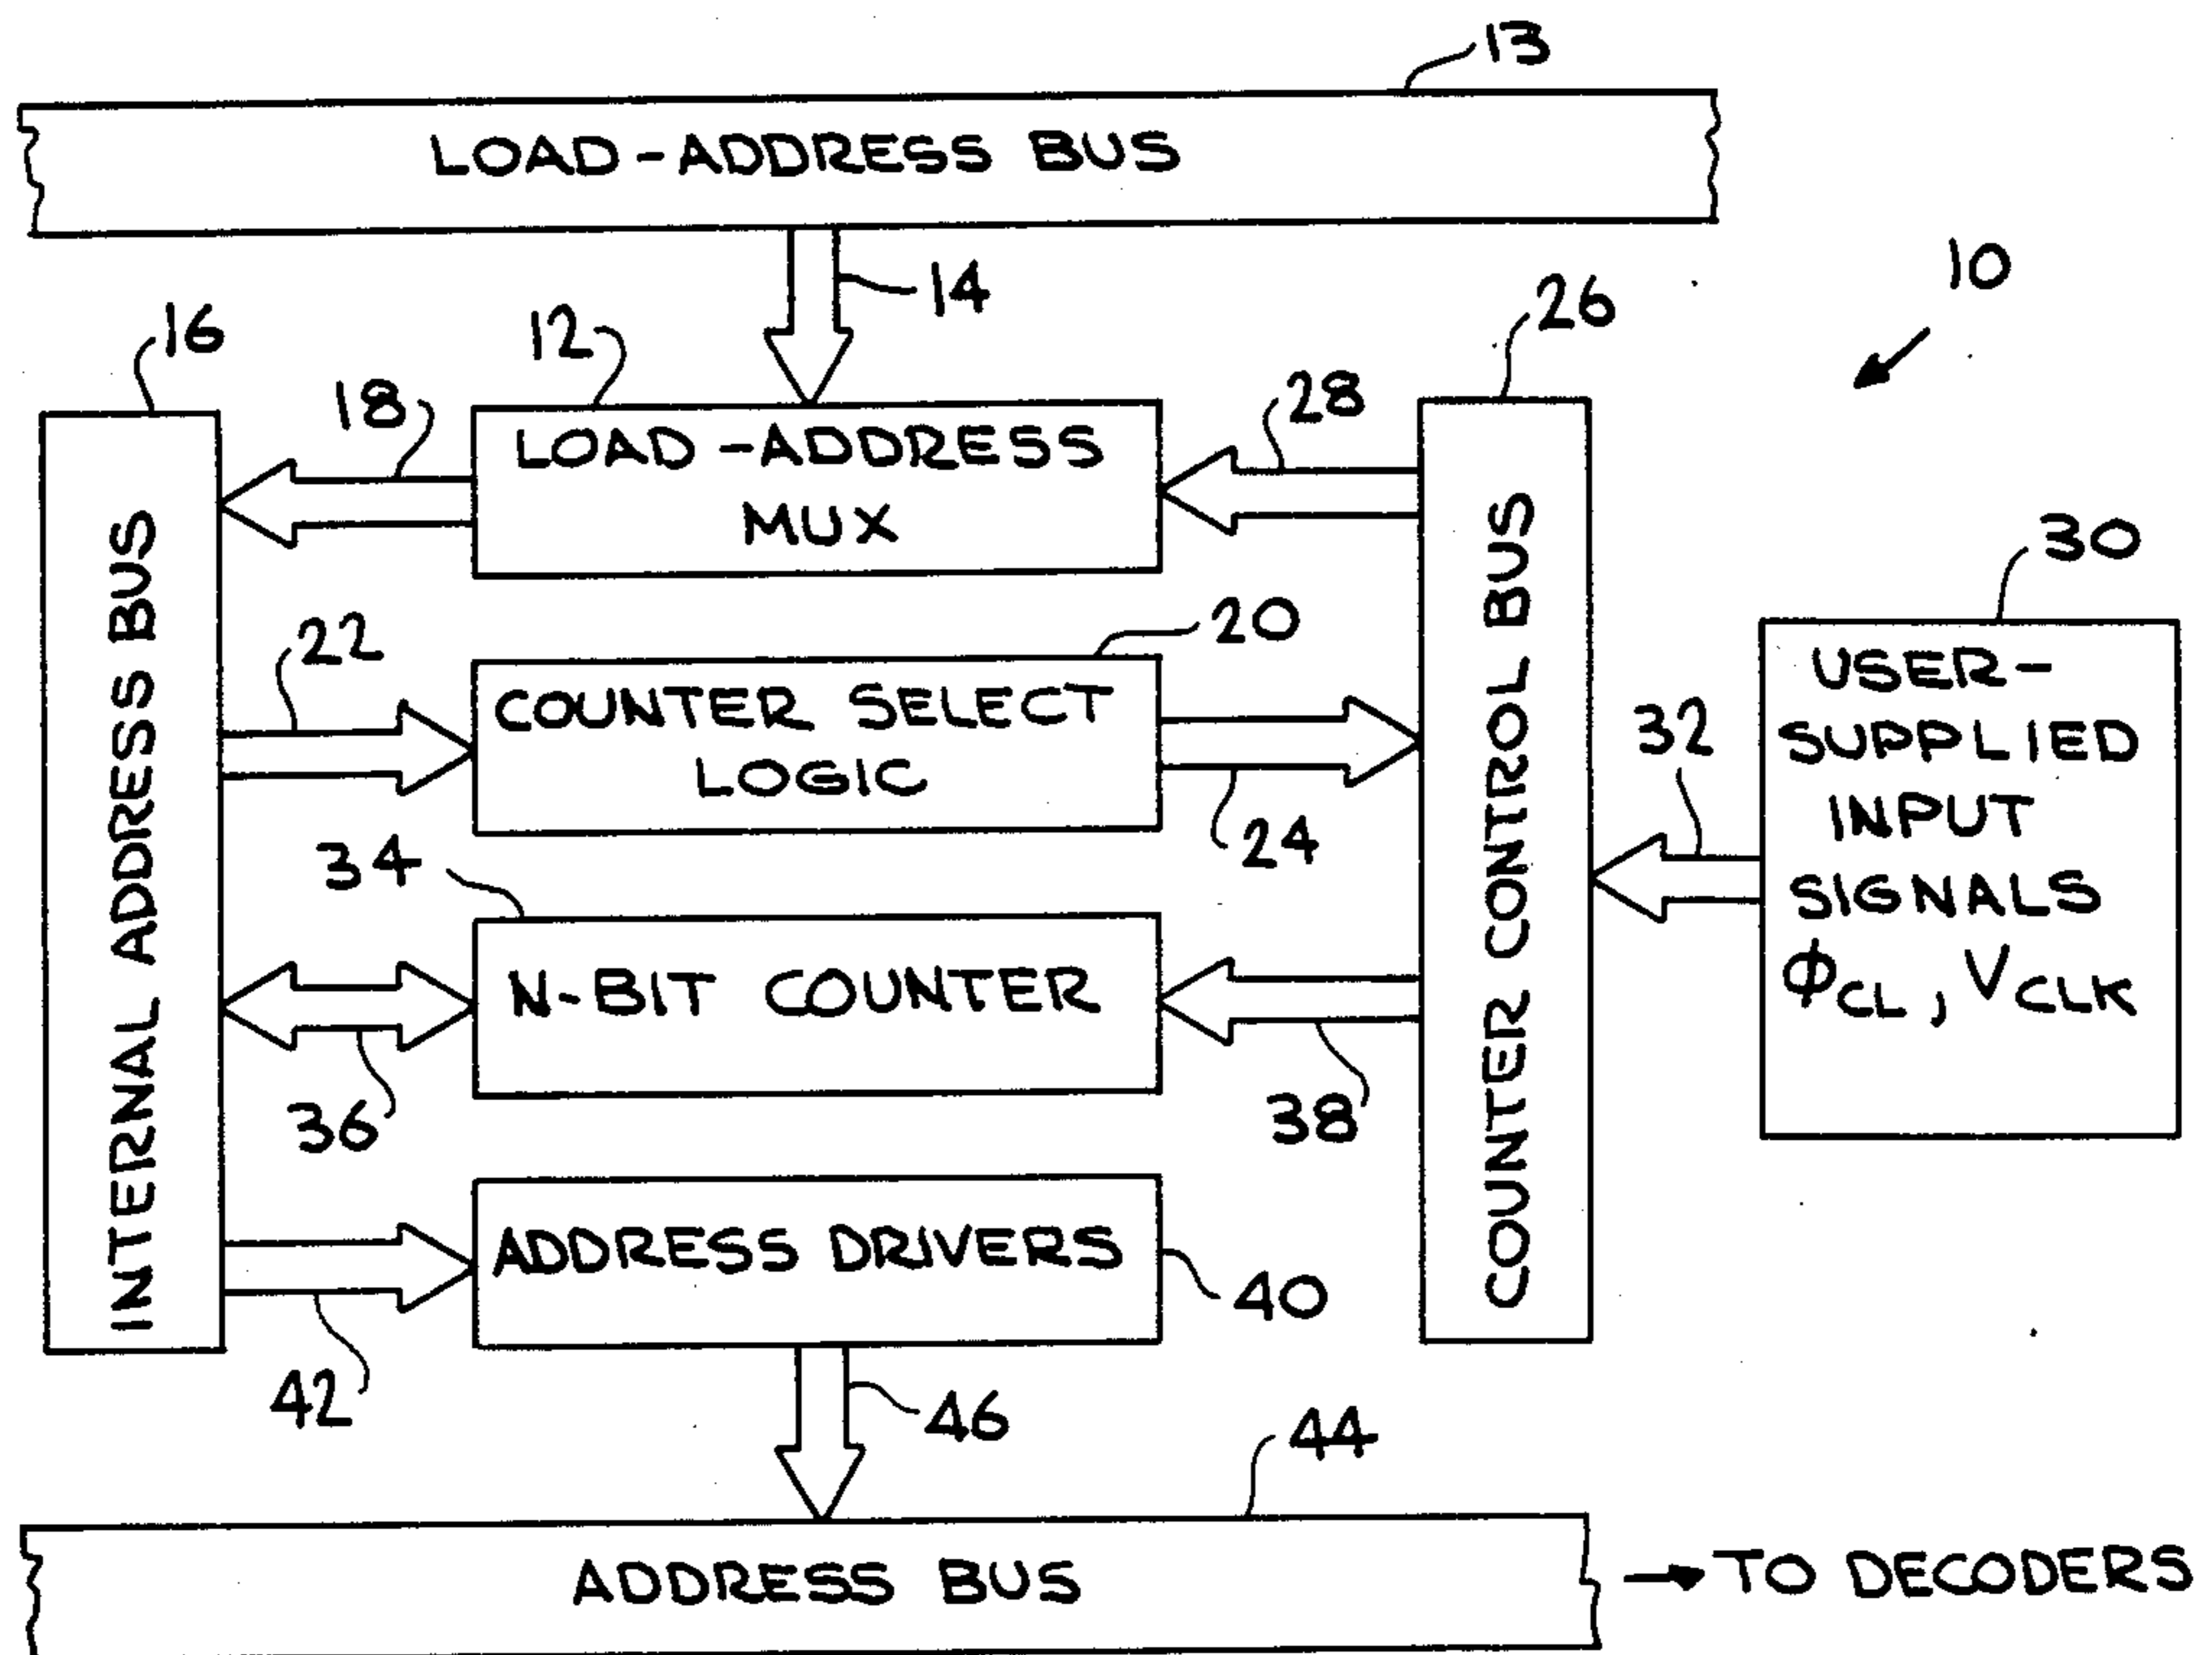 13
LOAD-ADDRESS BUS
14
10
26
16
12
18
28
LOAD-ADDRESS
MUX
INTERNAL ADDRESS BUS
COUNTER CONTROL BUS
30
22
20
USER-
SUPPLIED
INPUT
SIGNALS
ΦCL, VCLK
32
COUNTER SELECT
LOGIC
24
34
N-BIT COUNTER
36
38
ADDRESS DRIVERS
40
42
46
44
ADDRESS BUS
TO DECODERS